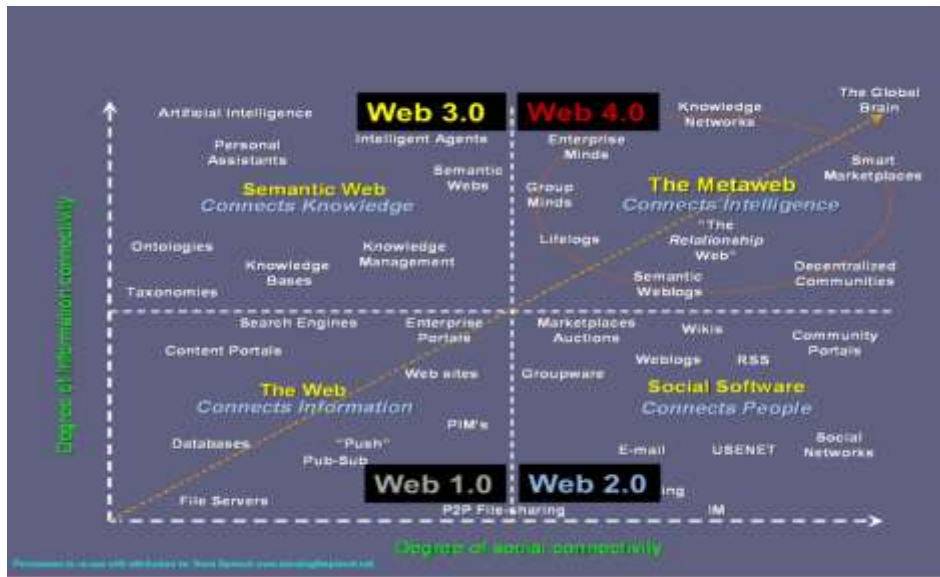 Artificial Intelligence
Web 3.0
Web 4.0
Knowledge
Networks
The Global
Brain
Personal
Assistants
Intelligent Agents
Enterprise
Minds
Semantic
Webs
Smart
Marketplaces
Semantic Web
Connects Knowledge
Group
Minds
The Metaweb
Connects Intelligence
Ontologies
Knowledge
Management
Lifelogs
"The
Relationship
Web"
Knowledge
Bases
Taxonomies
Semantic
Weblogs
Decentralized
Communities
Degree of Information connectivity
Search Engines
Enterprise
Portals
Marketplaces
Auctions
Wikis
Community
Portals
Content Portals
Weblogs
RSS
Web sites
Groupware
The Web
Connects Information
Social Software
Connects People
PIM's
Databases
"Push"
Pub-Sub
E-mail
USENET
Social
Networks
Web 1.0
Web 2.0
ing
File Servers
P2P File-sharing
IM
Degree of social connectivity